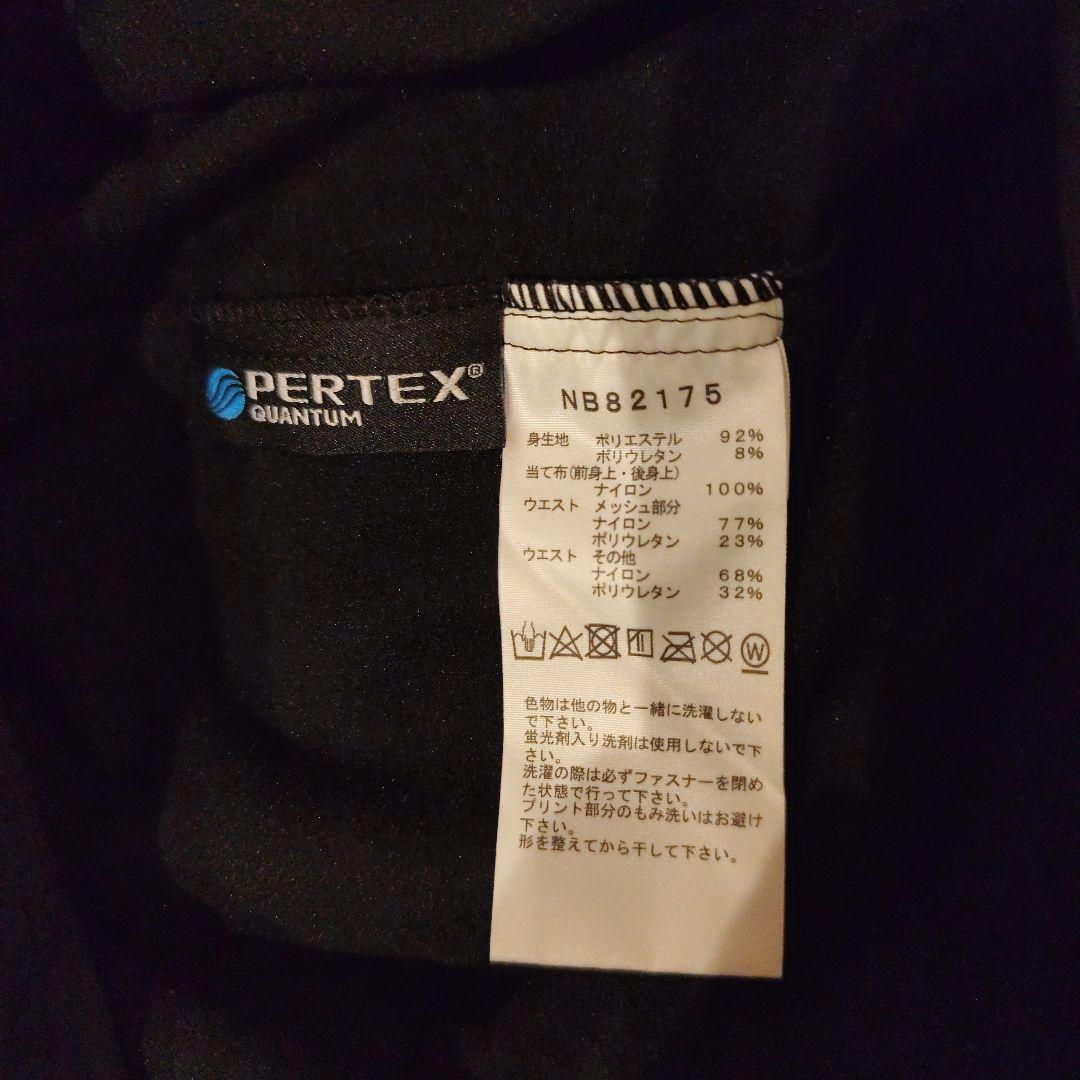 PERTEX®
QUANTUM
NB82175
身生地 ポリエステル 92%
ポリウレタン 8%
当て布(前身上・後身上)
ナイロン 100%
ウエスト メッシュ部分
ナイロン 77%
ポリウレタン 23%
ウエスト その他
ナイロン 68%
ポリウレタン 32%
W
色物は他の物と一緒に洗濯しない
で下さい。
蛍光剤入り洗剤は使用しないで下
さい。
洗濯の際は必ずファスナーを閉め
た状態で行って下さい。
プリント部分のもみ洗いはお避け
下さい。
形を整えてから干して下さい。